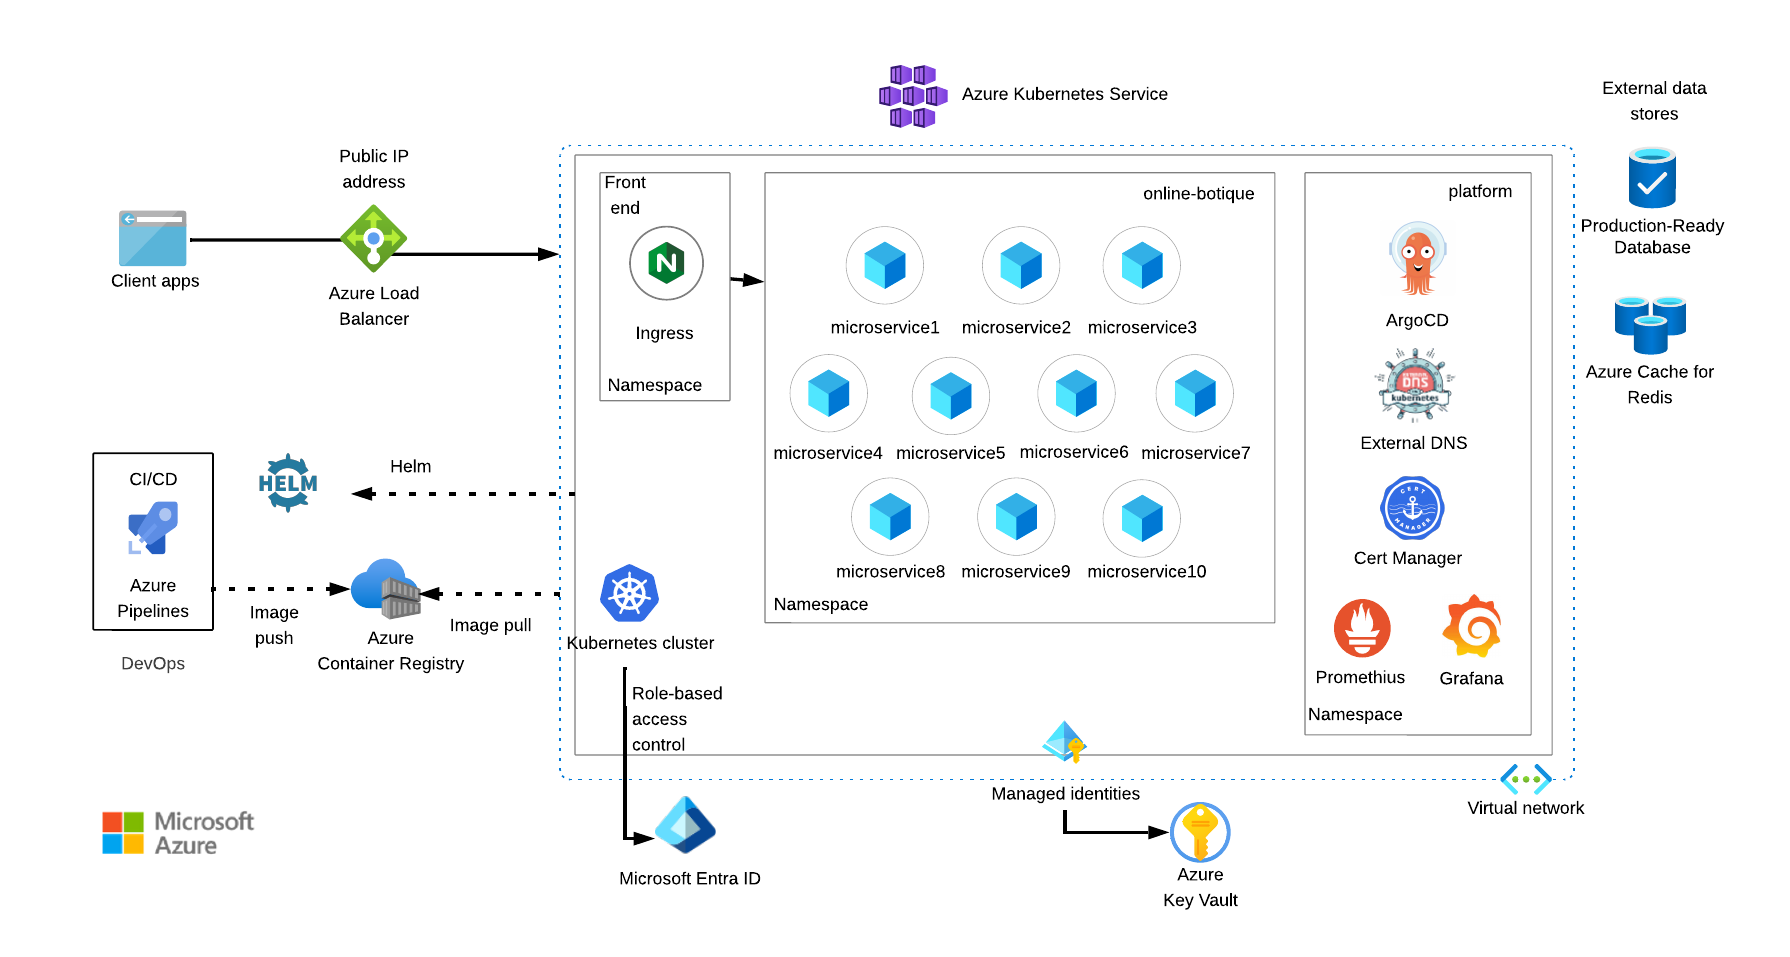 Azure Kubernetes Service
External data
stores
Public IP
address
Client apps
Azure Load
Balancer
Front
end
Ingress
Namespace
online-botique
microservice1
microservice2
microservice3
microservice4
microservice5
microservice6
microservice7
microservice8
microservice9
microservice10
Namespace
platform
ArgoCD
DNS
kubernetes
External DNS
CERT
MANAGER
Cert Manager
Promethius
Grafana
Namespace
Production-Ready
Database
Azure Cache for
Redis
CI/CD
Azure
Pipelines
DevOps
HELM
Helm
Image
push
Azure
Container Registry
Image pull
Kubernetes cluster
Role-based
access
control
Microsoft Entra ID
Managed identities
Azure
Key Vault
Virtual network
Microsoft
Azure